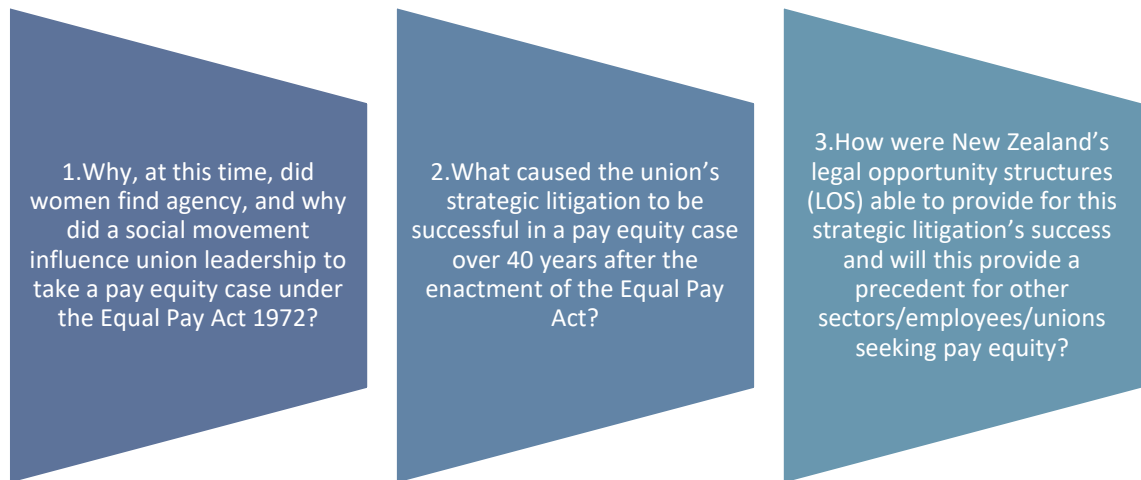 1.Why, at this time, did
women find agency, and why
did a social movement
influence union leadership to
take a pay equity case under
the Equal Pay Act 1972?
2.What caused the union’s
strategic litigation to be
successful in a pay equity case
over 40 years after the
enactment of the Equal Pay
Act?
3.How were New Zealand’s
legal opportunity structures
(LOS) able to provide for this
strategic litigation’s success
and will this provide a
precedent for other
sectors/employees/unions
seeking pay equity?